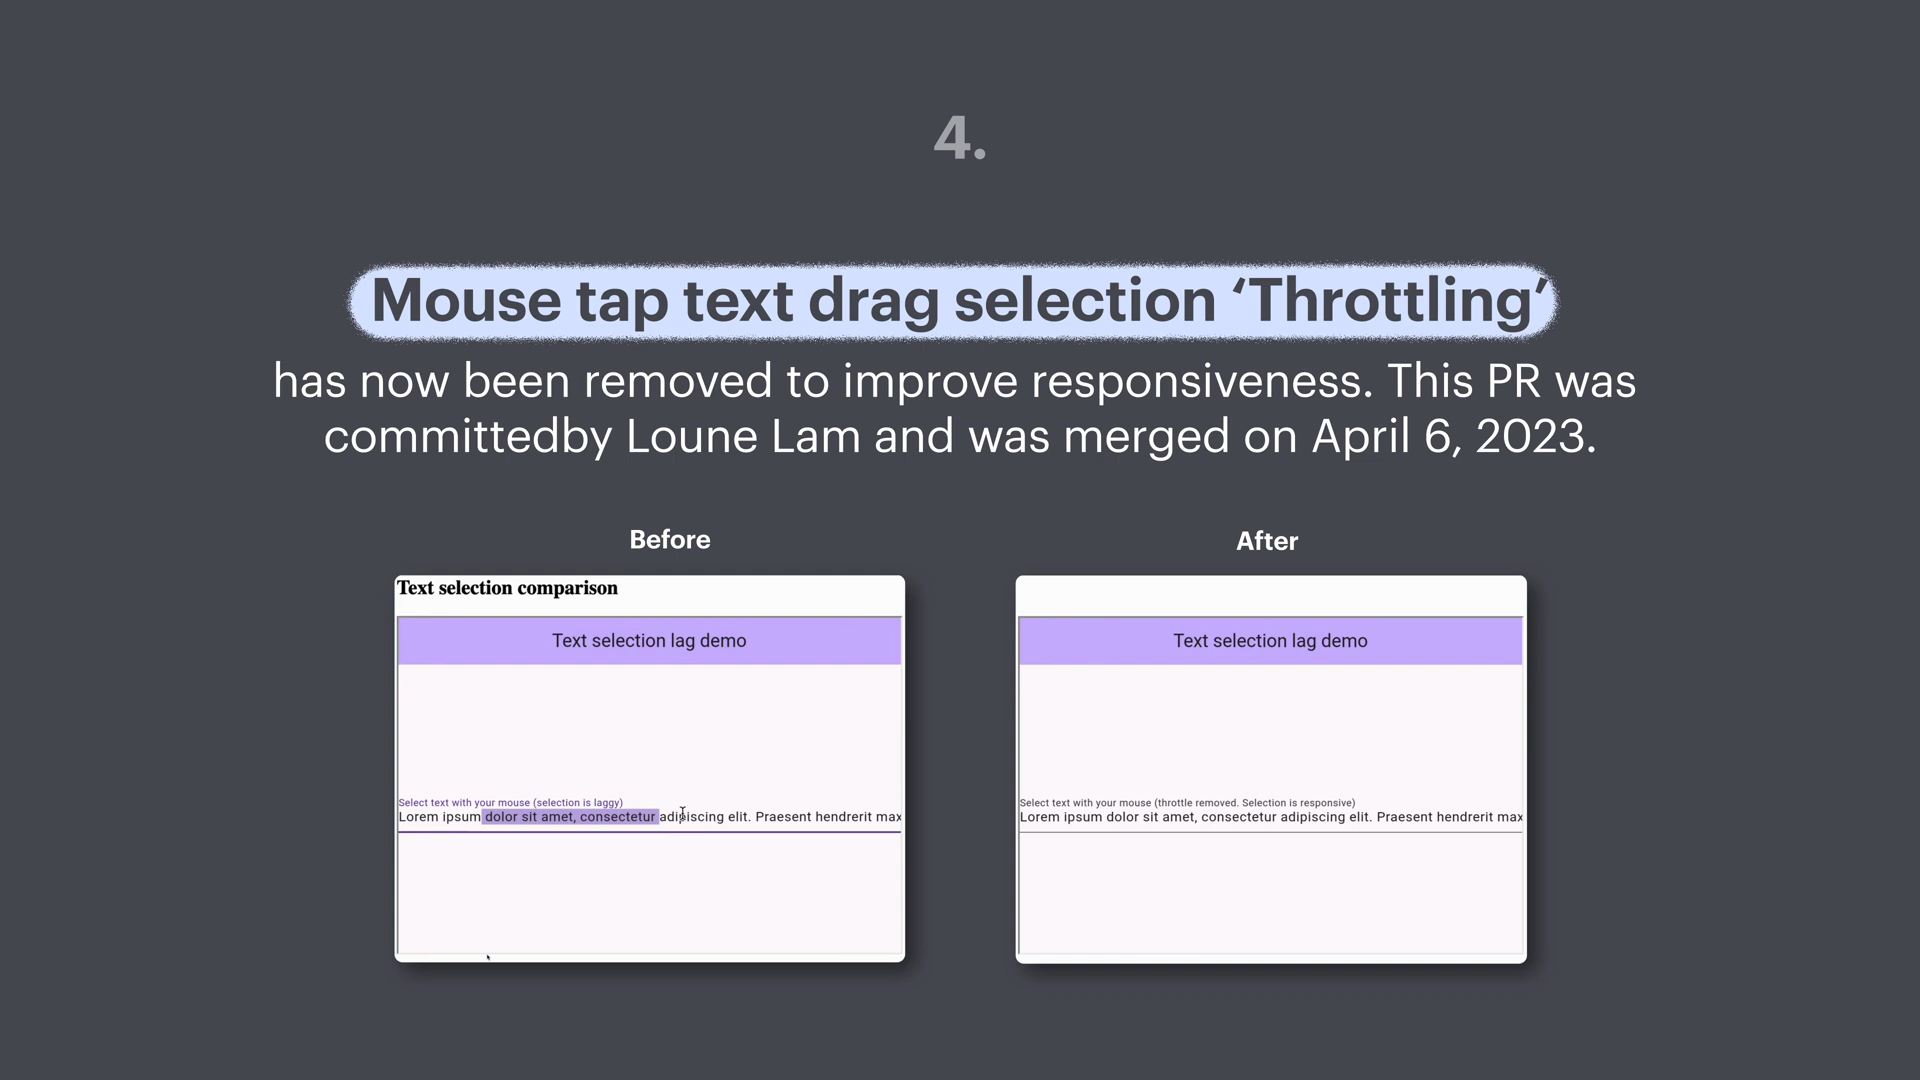 4.
Mouse tap text drag selection ‘Throttling’
has now been removed to improve responsiveness. This PR was
committedby Loune Lam and was merged on April 6, 2023.
Before
Text selection comparison
Text selection lag demo
Select text with your mouse (selection is laggy)
Lorem ipsum dolor sit amet, consectetur adipiscing elit. Praesent hendrerit max
After
Text selection lag demo
Select text with your mouse (throttle removed. Selection is responsive)
Lorem ipsum dolor sit amet, consectetur adipiscing elit. Praesent hendrerit max